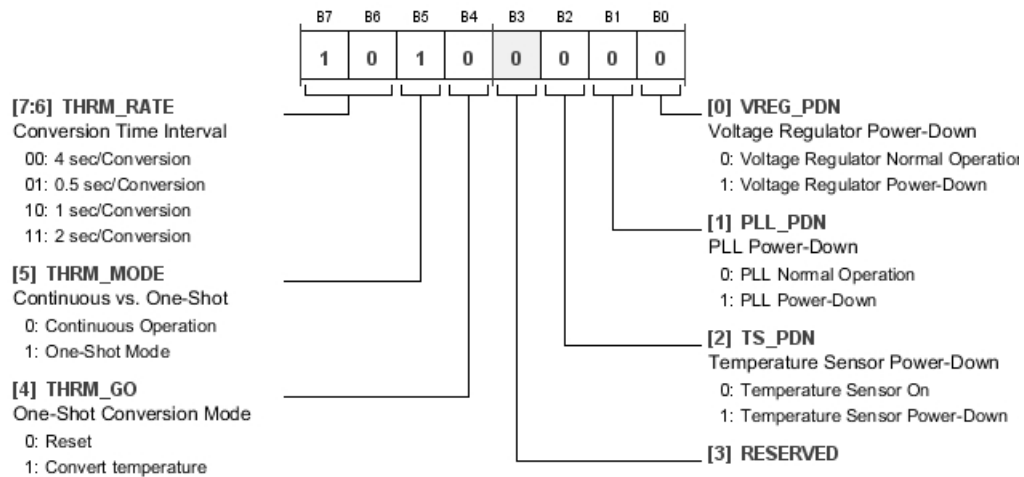 B7 B6 B5 B4 B3 B2 B1 B0
1 0 1 0 0 0 0 0
[7:6] THRM_RATE
Conversion Time Interval
00: 4 sec/Conversion
01: 0.5 sec/Conversion
10: 1 sec/Conversion
11: 2 sec/Conversion
[5] THRM_MODE
Continuous vs. One-Shot
0: Continuous Operation
1: One-Shot Mode
[4] THRM_GO
One-Shot Conversion Mode
0: Reset
1: Convert temperature
[0] VREG_PDN
Voltage Regulator Power-Down
0: Voltage Regulator Normal Operation
1: Voltage Regulator Power-Down
[1] PLL_PDN
PLL Power-Down
0: PLL Normal Operation
1: PLL Power-Down
[2] TS_PDN
Temperature Sensor Power-Down
0: Temperature Sensor On
1: Temperature Sensor Power-Down
[3] RESERVED